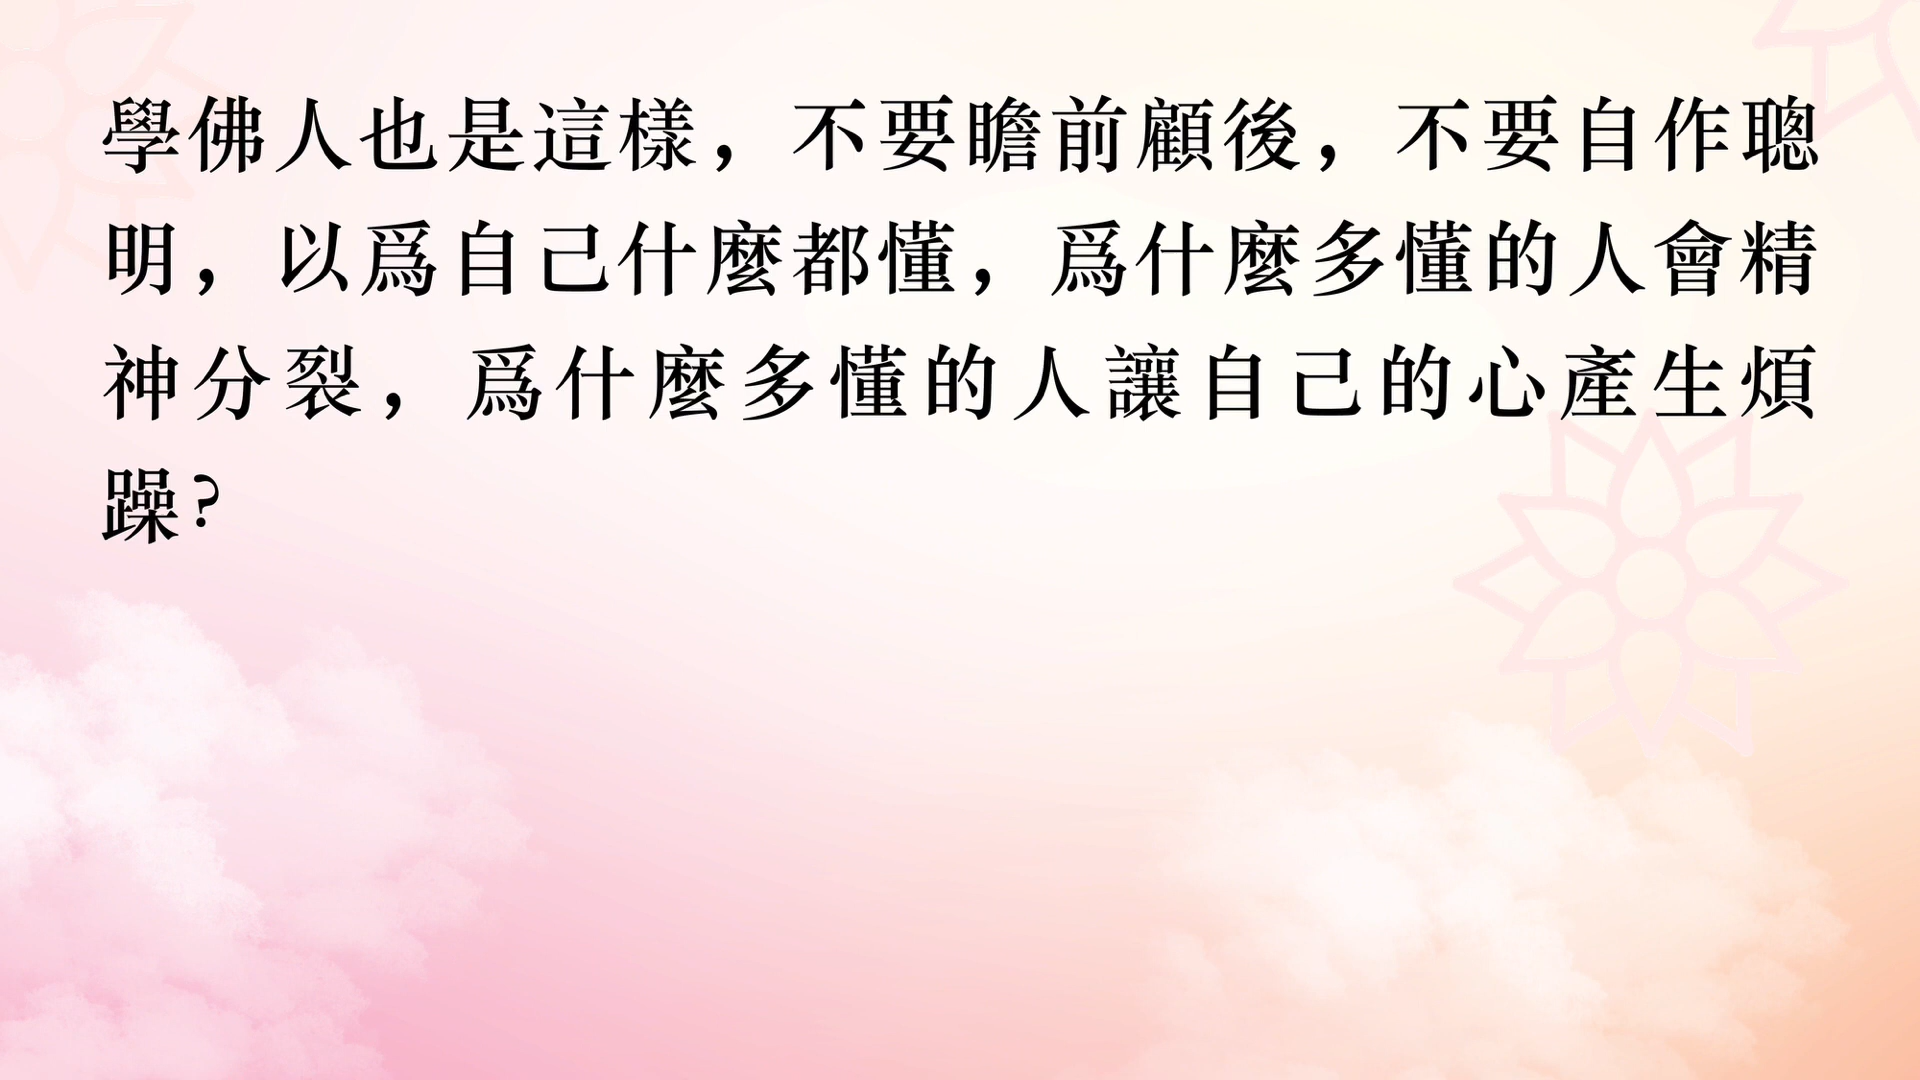 學佛人也是這樣，不要瞻前顧後，不要自作聰
明，以爲自己什麼都懂，爲什麼多懂的人會精
神分裂，爲什麼多懂的人讓自己的心產生煩
躁?